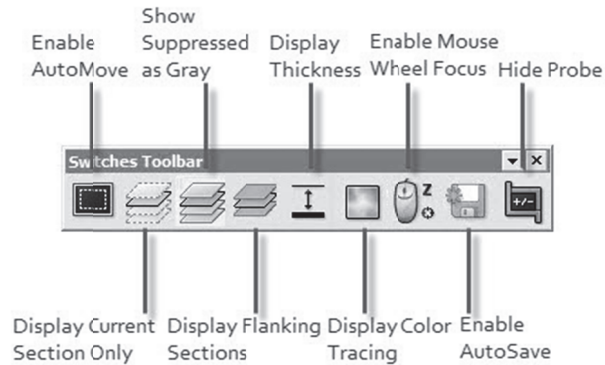 Show
Enable Suppressed Display Enable Mouse
AutoMove as Gray Thickness Wheel Focus Hide Probe
Switches Toolbar
Z
+/-
Display Current Display Flanking Display Color Enable
Section Only Sections Tracing AutoSave